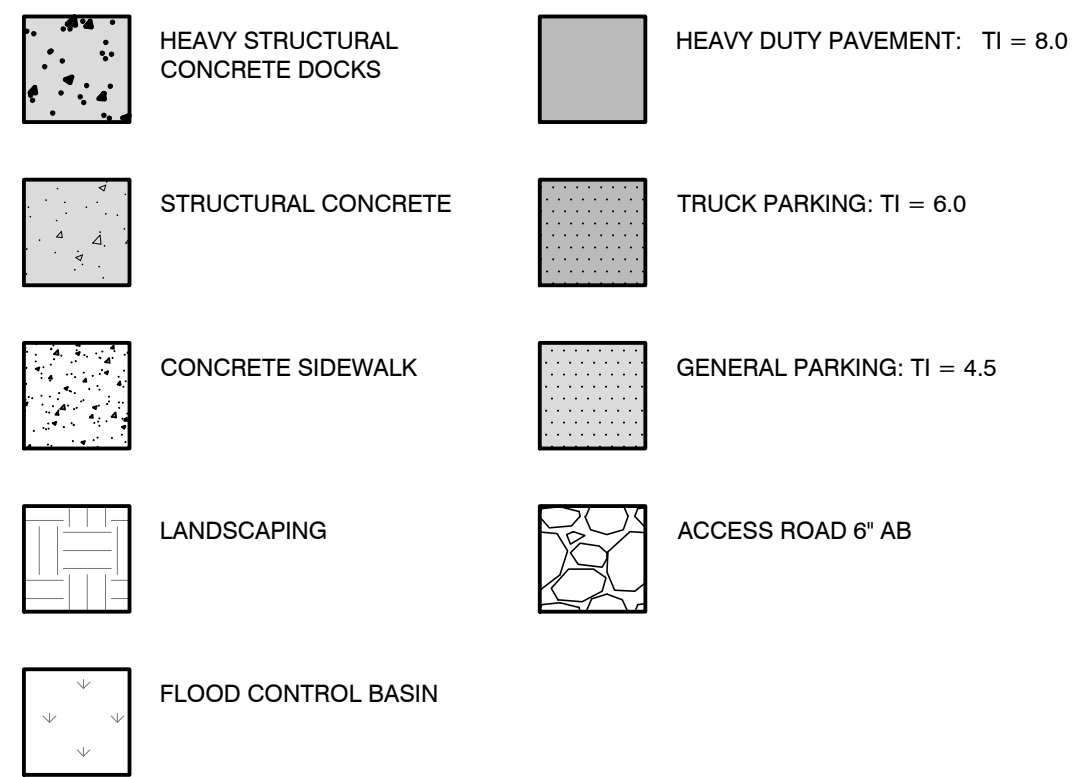 HEAVY STRUCTURAL
CONCRETE DOCKS
STRUCTURAL CONCRETE
CONCRETE SIDEWALK
LANDSCAPING
FLOOD CONTROL BASIN
HEAVY DUTY PAVEMENT: TI = 8.0
TRUCK PARKING: TI = 6.0
GENERAL PARKING: TI = 4.5
ACCESS ROAD 6" AB